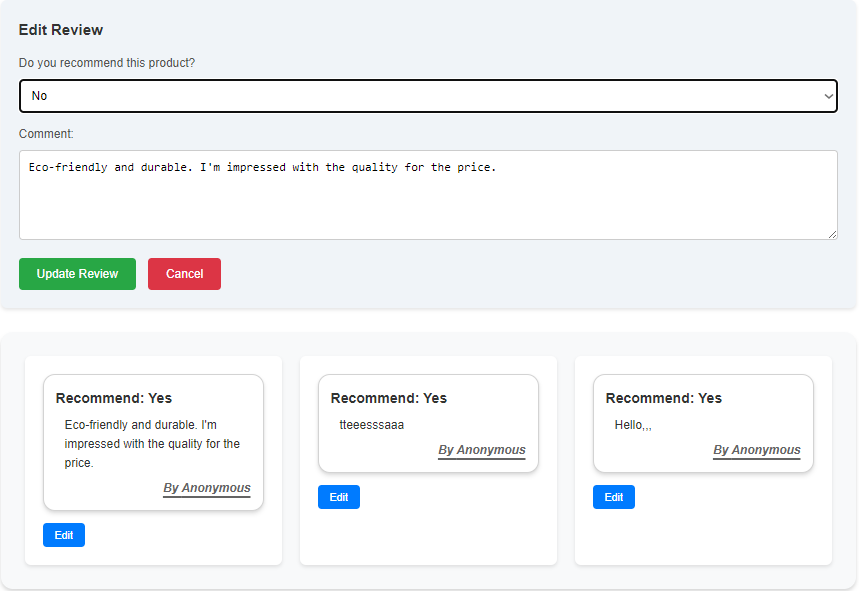 Edit Review
Do you recommend this product?
No
Comment:
Eco-friendly and durable. I'm impressed with the quality for the price.
Update Review
Cancel
Recommend: Yes
Eco-friendly and durable. I'm
impressed with the quality for the
price.
By Anonymous
Edit
Recommend: Yes
tteeesssaaa
By Anonymous
Edit
Recommend: Yes
Hello,,,
By Anonymous
Edit